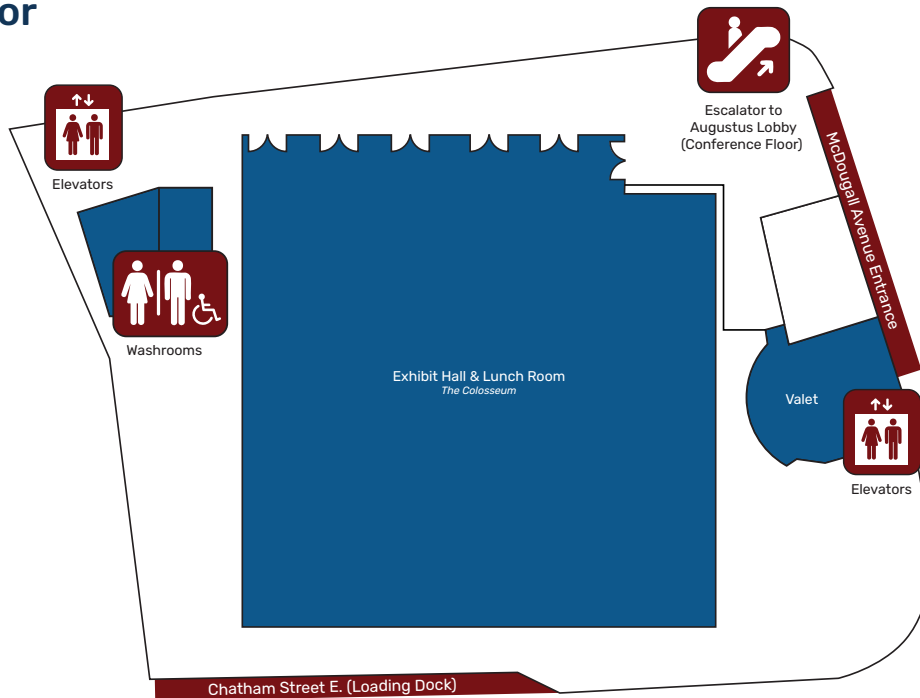 or
Elevators
Escalator to
Augustus Lobby
(Conference Floor)
McDougall Avenue Entrance
Washrooms
Exhibit Hall & Lunch Room
The Colosseum
Valet
Elevators
Chatham Street E. (Loading Dock)